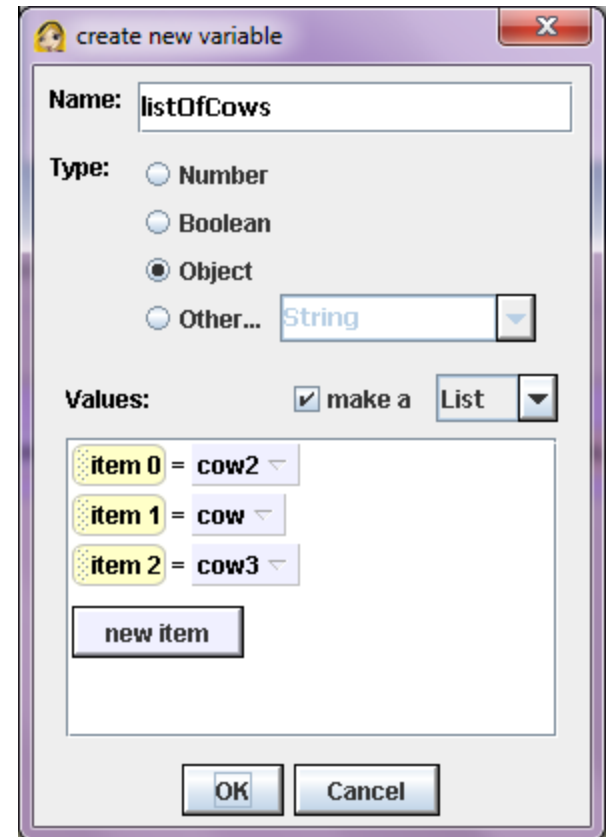 create new variable
Name: listOfCows
Type: Number
Boolean
Object
Other... String
Values: make a List
item 0 = cow2
item 1 = cow
item 2 = cow3
new item
OK Cancel